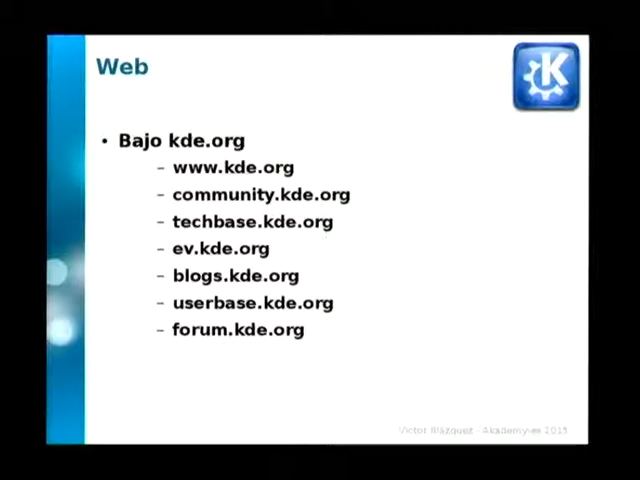 Web
K
• Bajo kde.org
– www.kde.org
– community.kde.org
– techbase.kde.org
– ev.kde.org
– blogs.kde.org
– userbase.kde.org
– forum.kde.org
Victor Blázquez - Akademy-es 2013